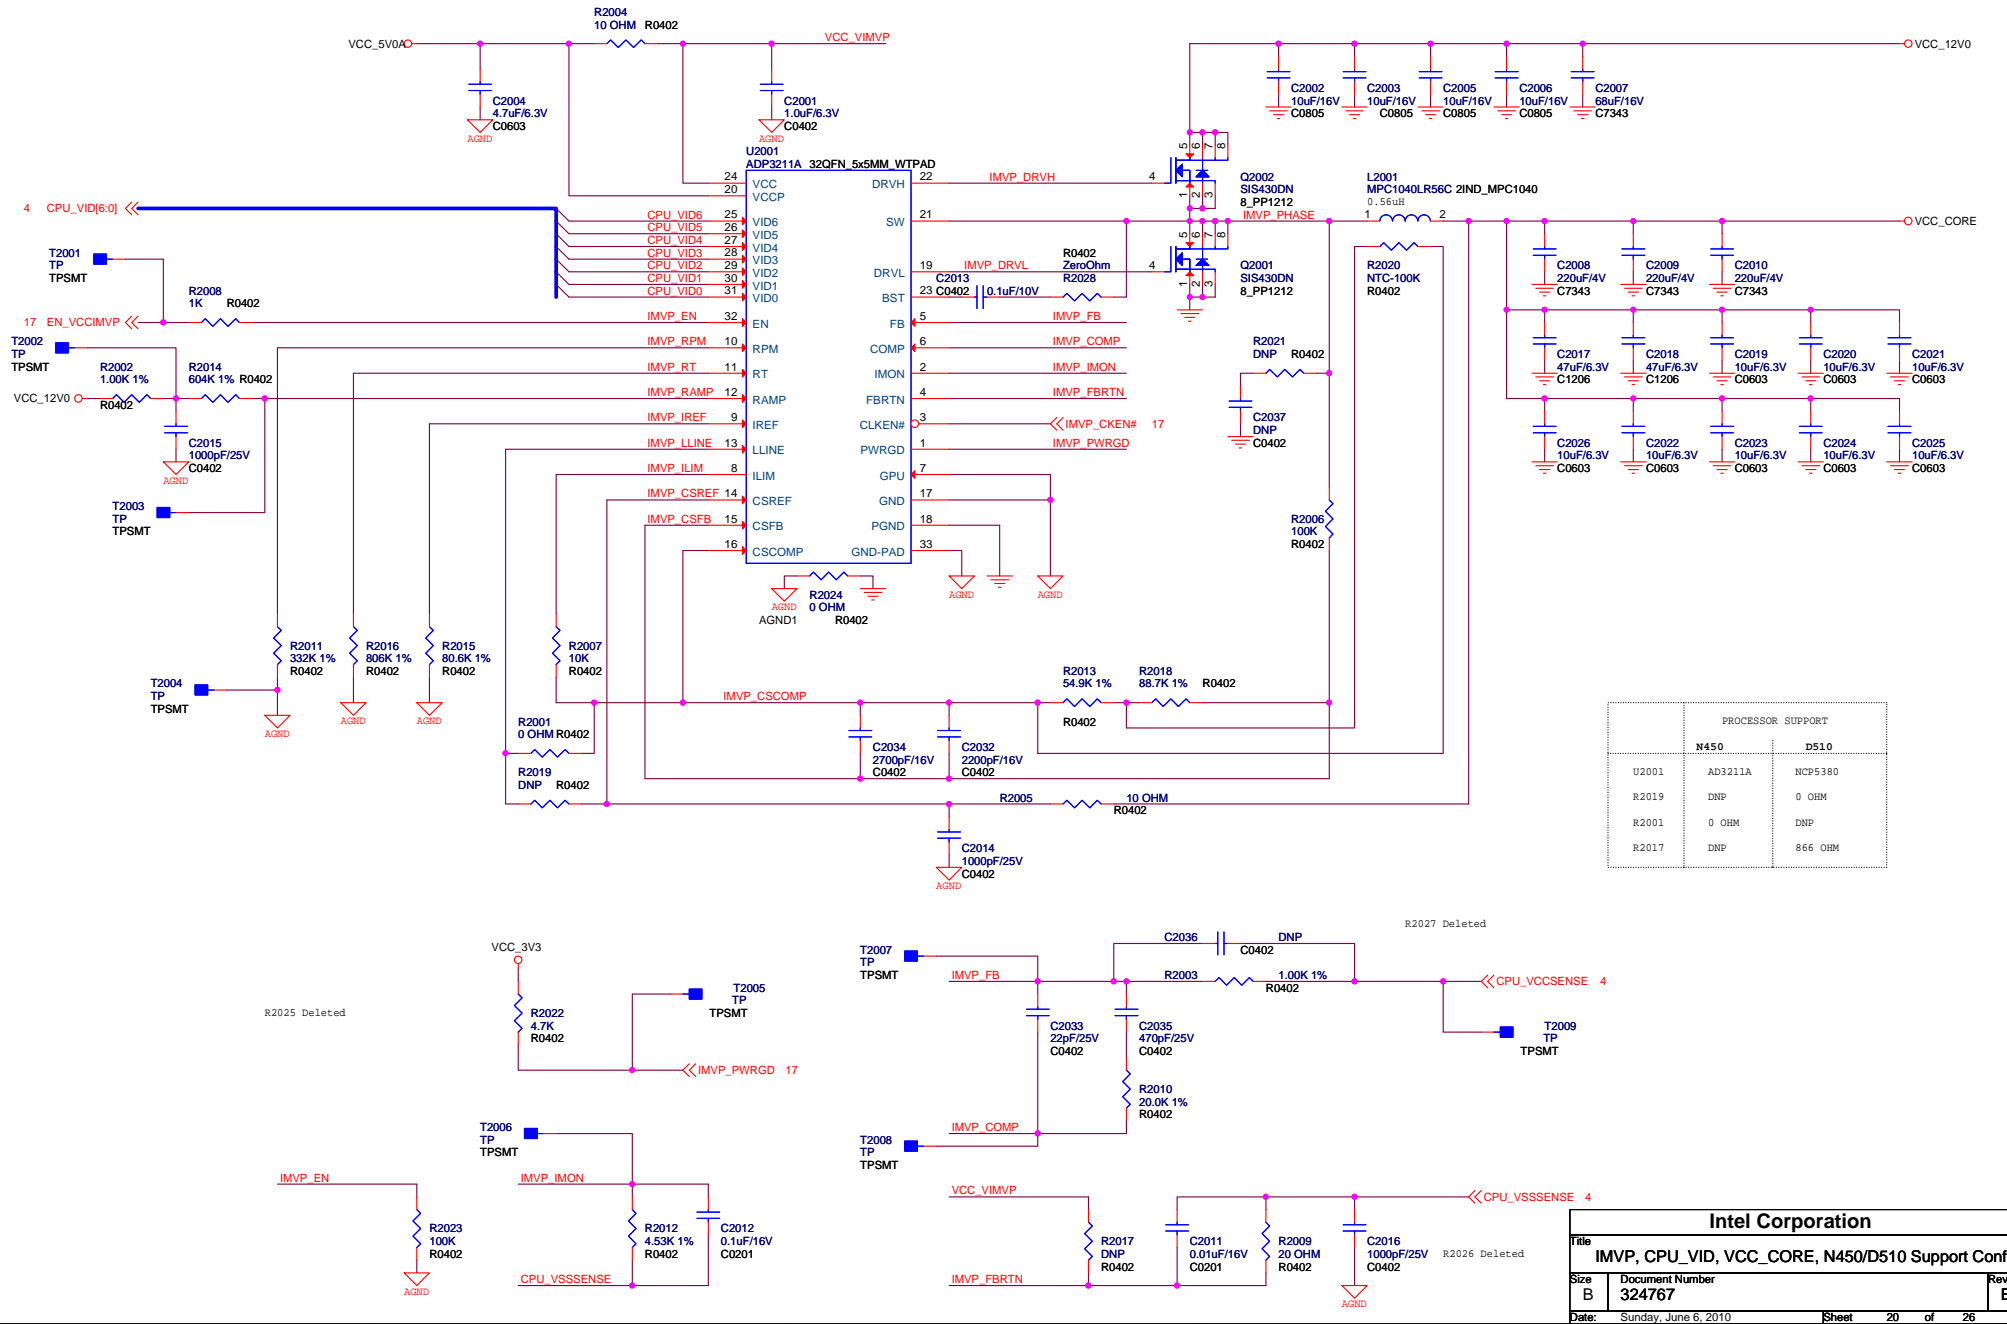 R2004
10 OHM R0402
VCC_5V0A
VCC_VIMVP
VCC_12V0
C2004
4.7uF/6.3V
C0603
AGND
C2001
1.0uF/6.3V
C0402
AGND
C2002
10uF/16V
C0805
C2003
10uF/16V
C0805
C2005
10uF/16V
C0805
C2006
10uF/16V
C0805
C2007
68uF/16V
C7343
U2001
ADP3211A 32QFN_5x5MM_WTPAD
24 VCC
20 VCCP
CPU_VID6 25 VID6
CPU_VID5 26 VID5
CPU_VID4 27 VID4
CPU_VID3 28 VID3
CPU_VID2 29 VID2
CPU_VID1 30 VID1
CPU_VID0 31 VID0
IMVP_EN 32 EN
IMVP_RPM 10 RPM
IMVP_RT 11 RT
IMVP_RAMP 12 RAMP
IMVP_IREF 9 IREF
IMVP_LLINE 13 LLINE
IMVP_ILIM 8 ILIM
IMVP_CSREF 14 CSREF
IMVP_CSFB 15 CSFB
16 CSCOMP
DRVH 22 IMVP_DRVH
SW 21
DRVL 19 IMVP_DRVL
BST 23
FB 5 IMVP_FB
COMP 6 IMVP_COMP
IMON 2 IMVP_IMON
FBRTN 4 IMVP_FBRTN
CLKEN# 3 IMVP_CKEN# 17
PWRGD 1 IMVP_PWRGD
GPU 7
GND 17
PGND 18
GND-PAD 33
4 CPU_VID[6:0]
T2001
TP
TPSMT
R2008
1K R0402
17 EN_VCCIMVP
T2002
TP
TPSMT
R2002
1.00K 1%
R0402
R2014
604K 1% R0402
VCC_12V0
C2015
1000pF/25V
C0402
AGND
T2003
TP
TPSMT
4
5
6
7
8
1
2
3
Q2002
SIS430DN
8_PP1212
IMVP_PHASE
4
5
6
7
8
1
2
3
Q2001
SIS430DN
8_PP1212
C2013
C0402 0.1uF/10V
R0402
ZeroOhm
R2028
L2001
MPC1040LR56C 2IND_MPC1040
0.56uH
1 2
VCC_CORE
R2020
NTC-100K
R0402
C2008
220uF/4V
C7343
C2009
220uF/4V
C7343
C2010
220uF/4V
C7343
R2021
DNP R0402
C2037
DNP
C0402
C2017
47uF/6.3V
C1206
C2018
47uF/6.3V
C1206
C2019
10uF/6.3V
C0603
C2020
10uF/6.3V
C0603
C2021
10uF/6.3V
C0603
C2026
10uF/6.3V
C0603
C2022
10uF/6.3V
C0603
C2023
10uF/6.3V
C0603
C2024
10uF/6.3V
C0603
C2025
10uF/6.3V
C0603
R2006
100K
R0402
AGND
AGND1
R2024
0 OHM
R0402
AGND
AGND
R2011
332K 1%
R0402
AGND
R2016
806K 1%
R0402
AGND
R2015
80.6K 1%
R0402
AGND
R2007
10K
R0402
T2004
TP
TPSMT
IMVP_CSCOMP
R2013
54.9K 1%
R0402
R2018
88.7K 1% R0402
R2001
0 OHM R0402
R2019
DNP R0402
C2034
2700pF/16V
C0402
C2032
2200pF/16V
C0402
R2005 10 OHM
R0402
C2014
1000pF/25V
C0402
AGND
PROCESSOR SUPPORT
N450 D510
U2001 AD3211A NCP5380
R2019 DNP 0 OHM
R2001 0 OHM DNP
R2017 DNP 866 OHM
R2025 Deleted
VCC_3V3
R2022
4.7K
R0402
T2005
TP
TPSMT
IMVP_PWRGD 17
T2007
TP
TPSMT
IMVP_FB
C2036 DNP
C0402
R2003 1.00K 1%
R0402
R2027 Deleted
CPU_VCCSENSE 4
T2009
TP
TPSMT
C2033
22pF/25V
C0402
C2035
470pF/25V
C0402
R2010
20.0K 1%
R0402
IMVP_COMP
T2008
TP
TPSMT
IMVP_EN
R2023
100K
R0402
AGND
T2006
TP
TPSMT
IMVP_IMON
R2012
4.53K 1%
R0402
C2012
0.1uF/16V
C0201
CPU_VSSSENSE
VCC_VIMVP
CPU_VSSSENSE 4
R2017
DNP
R0402
C2011
0.01uF/16V
C0201
R2009
20 OHM
R0402
C2016
1000pF/25V
C0402
R2026 Deleted
IMVP_FBRTN
AGND
Intel Corporation
Title
IMVP, CPU_VID, VCC_CORE, N450/D510 Support Conf
Size
B
Document Number
324767
Rev
Date: Sunday, June 6, 2010 Sheet 20 of 26